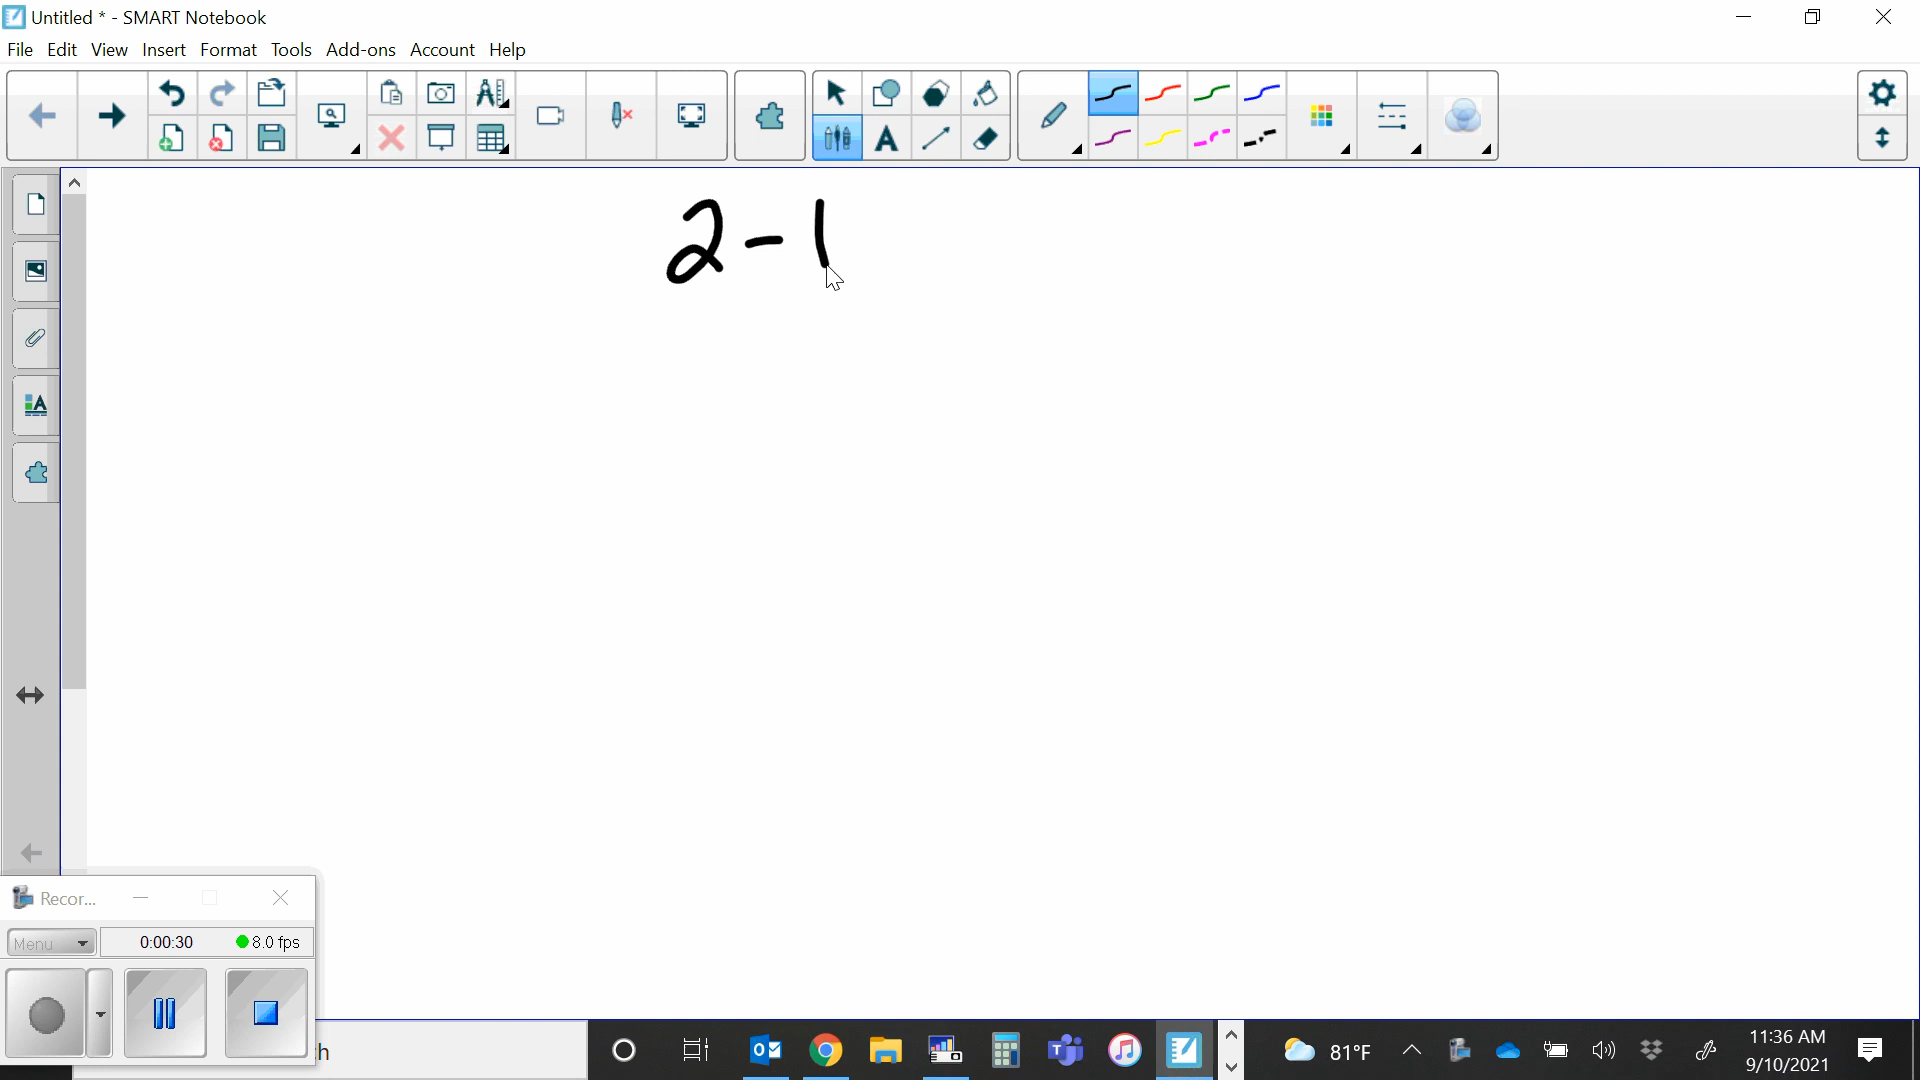 Untitled * - SMART Notebook
File Edit View Insert Format Tools Add-ons Account Help
2-1
Recor...
Menu 0:00:30 8.0 fps
h
81°F
11:36 AM
9/10/2021